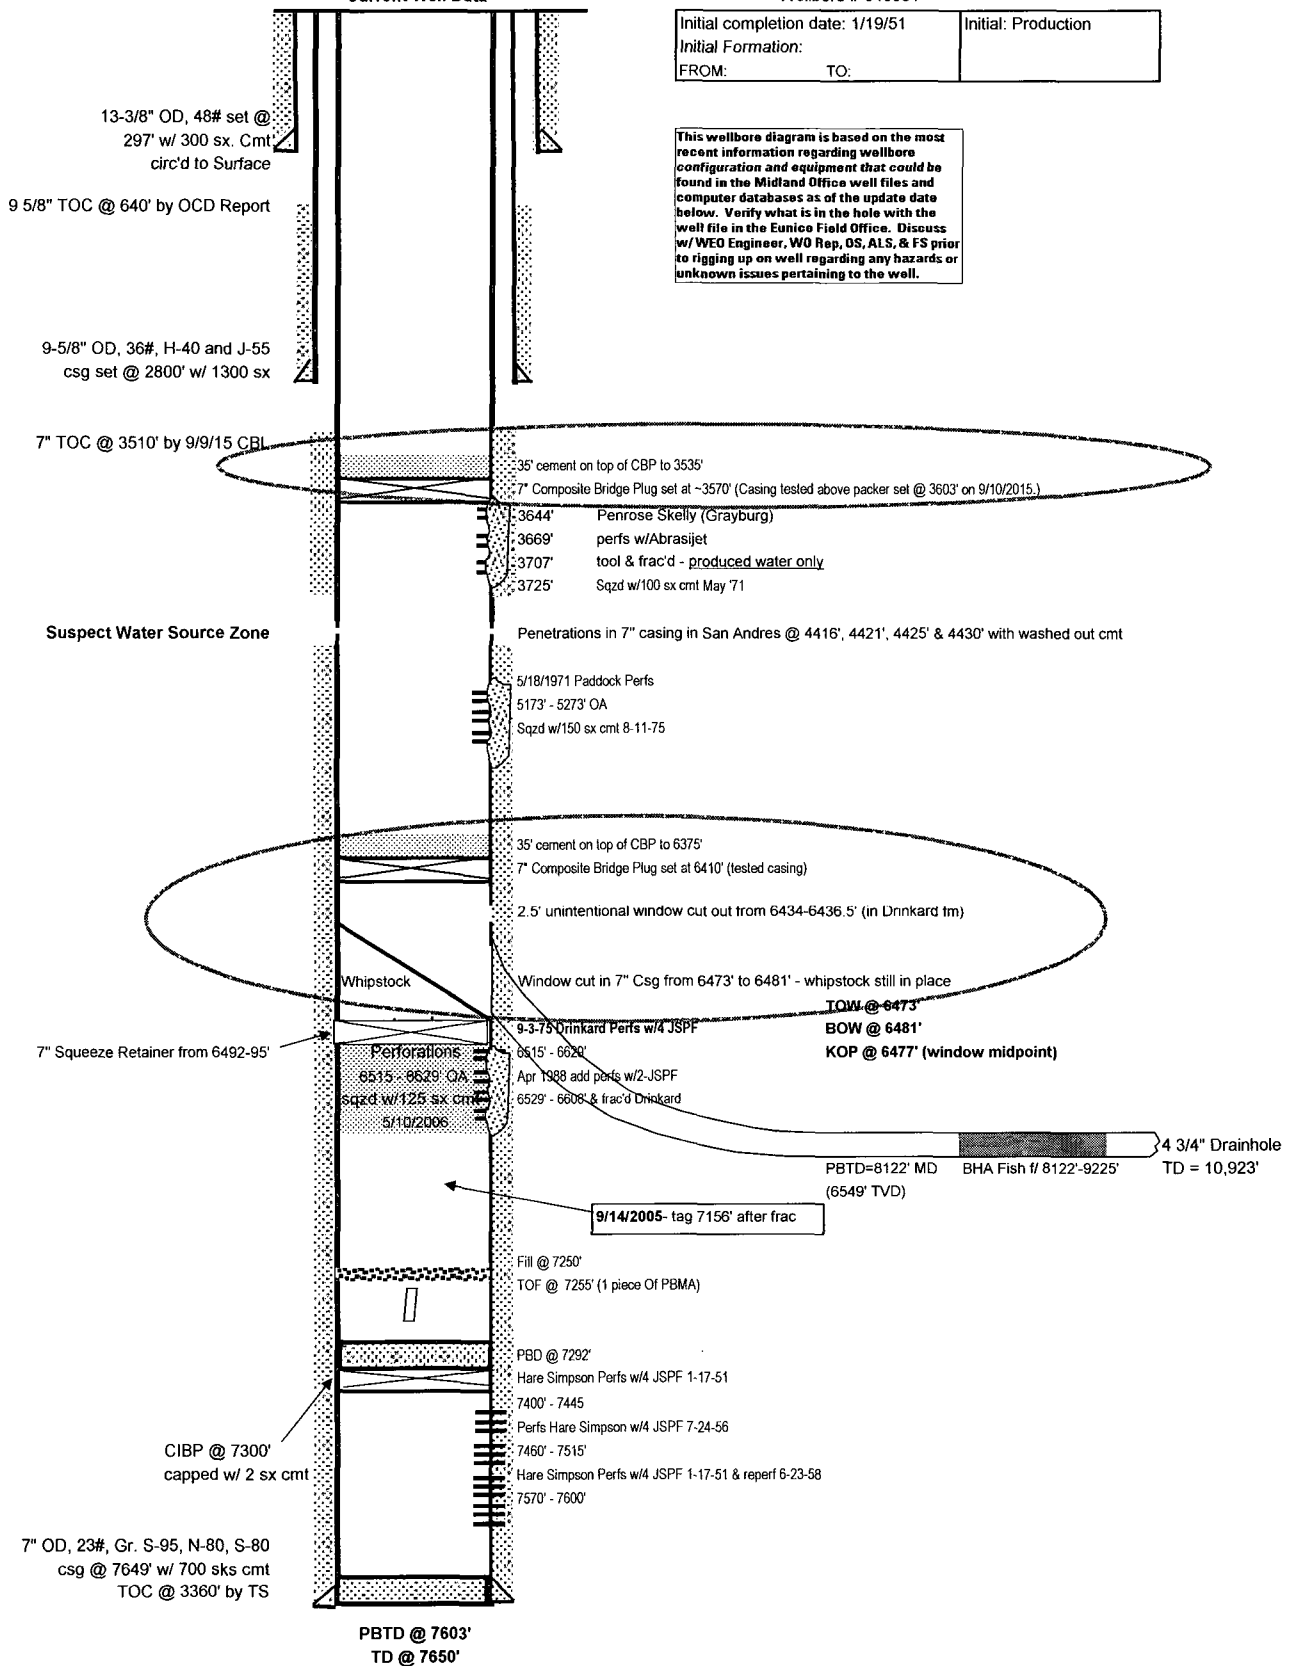 Initial completion date: 1/19/51
Initial: Production
Initial Formation:
FROM: TO:
13-3/8" OD, 48# set @
297' w/ 300 sx. Cmt
circ'd to Surface
This wellbore diagram is based on the most
recent information regarding wellbore
configuration and equipment that could be
found in the Midland Office well files and
computer databases as of the update date
below. Verify what is in the hole with the
well file in the Eunice Field Office. Discuss
w/ WEO Engineer, WO Rep, OS, ALS, & FS prior
to rigging up on well regarding any hazards or
unknown issues pertaining to the well.
9 5/8" TOC @ 640' by OCD Report
9-5/8" OD, 36#, H-40 and J-55
csg set @ 2800' w/ 1300 sx
7" TOC @ 3510' by 9/9/15 CBL
35' cement on top of CBP to 3535'
7" Composite Bridge Plug set at ~3570' (Casing tested above packer set @ 3603' on 9/10/2015.)
3644' Penrose Skelly (Grayburg)
3669' perfs w/Abrasijet
3707' tool & frac'd - produced water only
3725' Sqzd w/100 sx cmt May '71
Suspect Water Source Zone
Penetrations in 7" casing in San Andres @ 4416', 4421', 4425' & 4430' with washed out cmt
5/18/1971 Paddock Perfs
5173' - 5273' OA
Sqzd w/150 sx cmt 8-11-75
35' cement on top of CBP to 6375'
7" Composite Bridge Plug set at 6410' (tested casing)
2.5' unintentional window cut out from 6434-6436.5' (in Drinkard fm)
Whipstock
Window cut in 7" Csg from 6473' to 6481' - whipstock still in place
TOW @ 6473'
BOW @ 6481'
KOP @ 6477' (window midpoint)
7" Squeeze Retainer from 6492-95'
9-3-75 Drinkard Perfs w/4 JSPF
6515' - 6629'
Apr 1988 add perfs w/2-JSPF
6529' - 6608' & frac'd Drinkard
Perforations
6515 - 6629' OA
sqzd w/125 sx cmt
5/10/2006
4 3/4" Drainhole
TD = 10,923'
PBTD=8122' MD
(6549' TVD)
BHA Fish f/ 8122'-9225'
9/14/2005- tag 7156' after frac
Fill @ 7250'
TOF @ 7255' (1 piece Of PBMA)
PBD @ 7292'
Hare Simpson Perfs w/4 JSPF 1-17-51
7400' - 7445
Perfs Hare Simpson w/4 JSPF 7-24-56
7460' - 7515'
Hare Simpson Perfs w/4 JSPF 1-17-51 & reperf 6-23-58
7570' - 7600'
CIBP @ 7300'
capped w/ 2 sx cmt
7" OD, 23#, Gr. S-95, N-80, S-80
csg @ 7649' w/ 700 sks cmt
TOC @ 3360' by TS
PBTD @ 7603'
TD @ 7650'